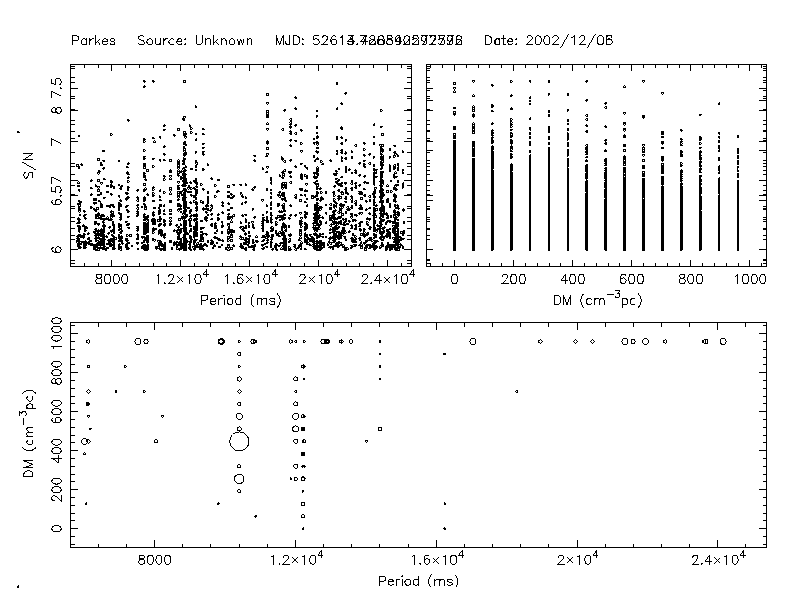 Parkes Source: Unknown MJD: Date: 2002/12/
S/N
7.5
8
7
6.57
6
8000 1.2×10⁴ 1.6×10⁴ 2×10⁴ 2.4×10⁴
Period (ms)
0 200 400 600 800 1000
DM (cm⁻³pc)
DM (cm⁻³pc)
1000
800
600
400
200
0
8000 1.2×10⁴ 1.6×10⁴ 2×10⁴ 2.4×10⁴
Period (ms)